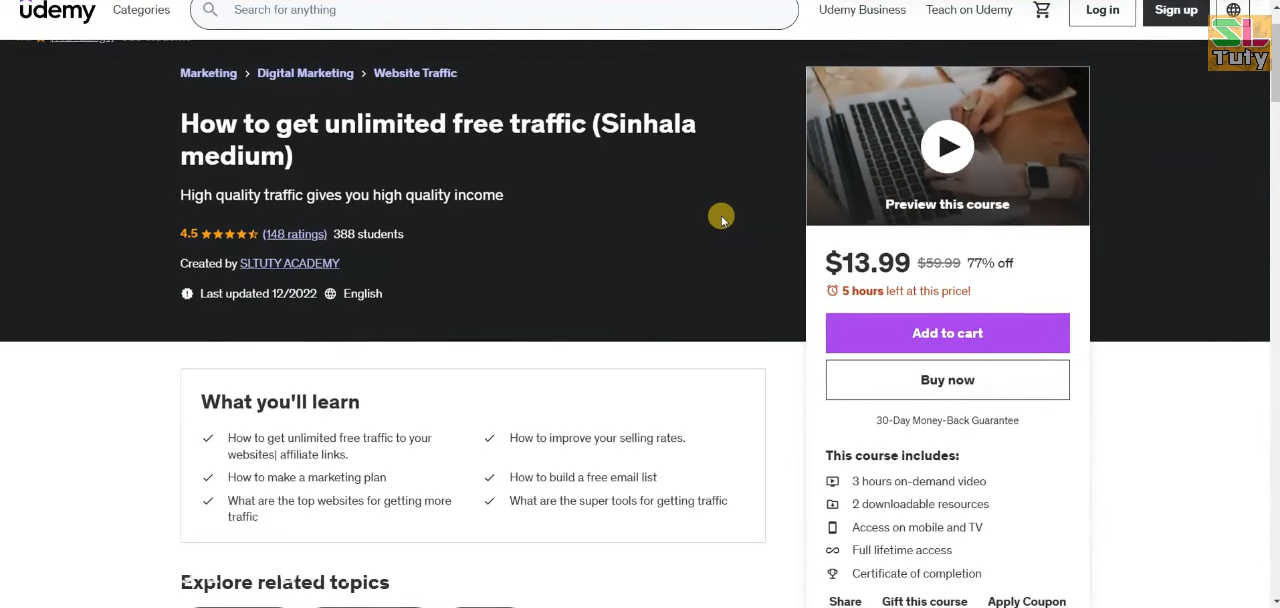 ûdemy
Categories
Search for anything
Udemy Business
Teach on Udemy
Log in
Sign up
SL
Tuty
Marketing > Digital Marketing > Website Traffic
How to get unlimited free traffic (Sinhala
medium)
High quality traffic gives you high quality income
4.5 (148 ratings) 388 students
Created by SLTUTY ACADEMY
Last updated 12/2022 English
Preview this course
$13.99 $59.99 77% off
5 hours left at this price!
Add to cart
Buy now
30-Day Money-Back Guarantee
This course includes:
3 hours on-demand video
2 downloadable resources
Access on mobile and TV
Full lifetime access
Certificate of completion
Share Gift this course Apply Coupon
What you'll learn
How to get unlimited free traffic to your
websites| affiliate links.
How to make a marketing plan
What are the top websites for getting more
traffic
How to improve your selling rates.
How to build a free email list
What are the super tools for getting traffic
Explore related topics